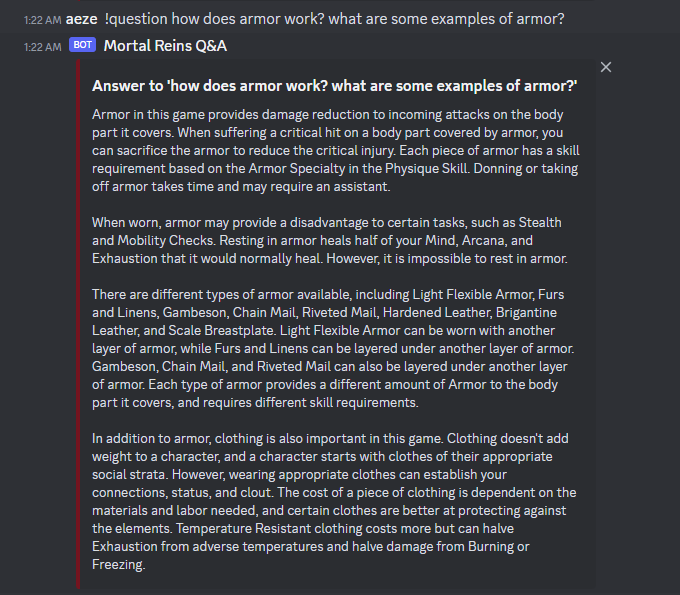 1:22 AM aeze !question how does armor work? what are some examples of armor?
1:22 AM BOT Mortal Reins Q&A
Answer to 'how does armor work? what are some examples of armor?'
Armor in this game provides damage reduction to incoming attacks on the body
part it covers. When suffering a critical hit on a body part covered by armor, you
can sacrifice the armor to reduce the critical injury. Each piece of armor has a skill
requirement based on the Armor Specialty in the Physique Skill. Donning or taking
off armor takes time and may require an assistant.
When worn, armor may provide a disadvantage to certain tasks, such as Stealth
and Mobility Checks. Resting in armor heals half of your Mind, Arcana, and
Exhaustion that it would normally heal. However, it is impossible to rest in armor.
There are different types of armor available, including Light Flexible Armor, Furs
and Linens, Gambeson, Chain Mail, Riveted Mail, Hardened Leather, Brigantine
Leather, and Scale Breastplate. Light Flexible Armor can be worn with another
layer of armor, while Furs and Linens can be layered under another layer of armor.
Gambeson, Chain Mail, and Riveted Mail can also be layered under another layer
of armor. Each type of armor provides a different amount of Armor to the body
part it covers, and requires different skill requirements.
In addition to armor, clothing is also important in this game. Clothing doesn't add
weight to a character, and a character starts with clothes of their appropriate
social strata. However, wearing appropriate clothes can establish your
connections, status, and clout. The cost of a piece of clothing is dependent on the
materials and labor needed, and certain clothes are better at protecting against
the elements. Temperature Resistant clothing costs more but can halve
Exhaustion from adverse temperatures and halve damage from Burning or
Freezing.